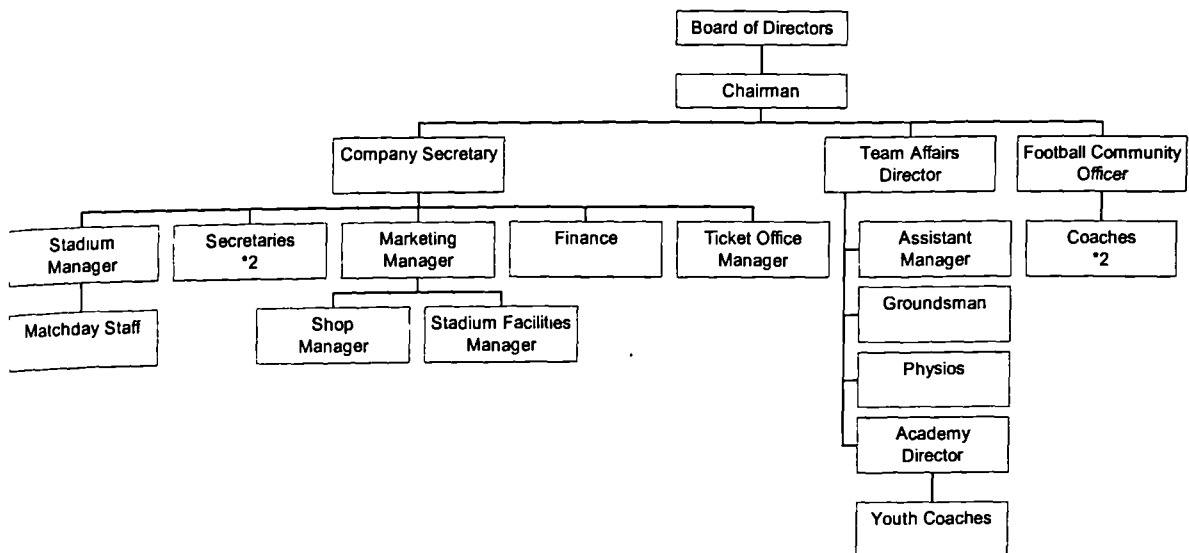 Board of Directors
Chairman
Company Secretary
Team Affairs
Director
Football Community
Officer
Stadium
Manager
Secretaries
*2
Marketing
Manager
Finance
Ticket Office
Manager
Assistant
Manager
Coaches
*2
Matchday Staff
Shop
Manager
Stadium Facilities
Manager
Groundsman
Physios
Academy
Director
Youth Coaches